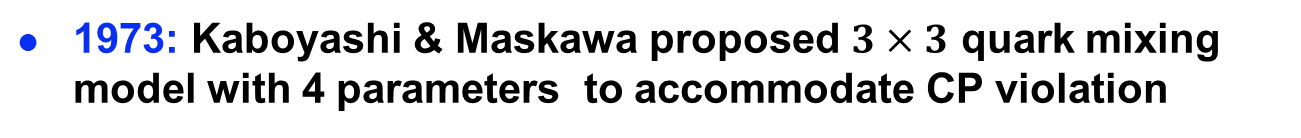 • 1973: Kaboyashi & Maskawa proposed 3 × 3 quark mixing
model with 4 parameters  to accommodate CP violation